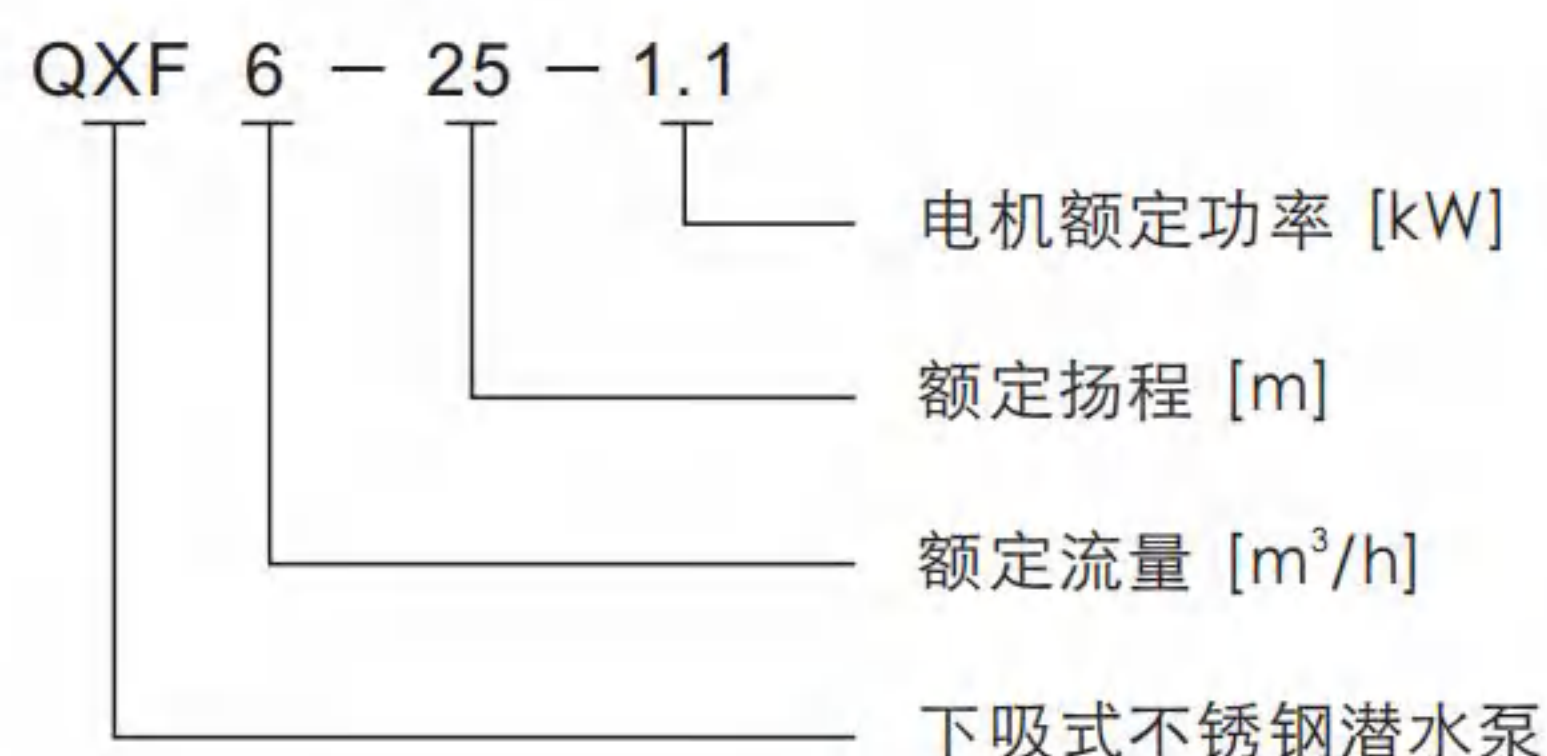 QXF 6 － 25 － 1.1
电机额定功率 [kW]
额定扬程 [m]
额定流量 [m³/h]
下吸式不锈钢潜水泵